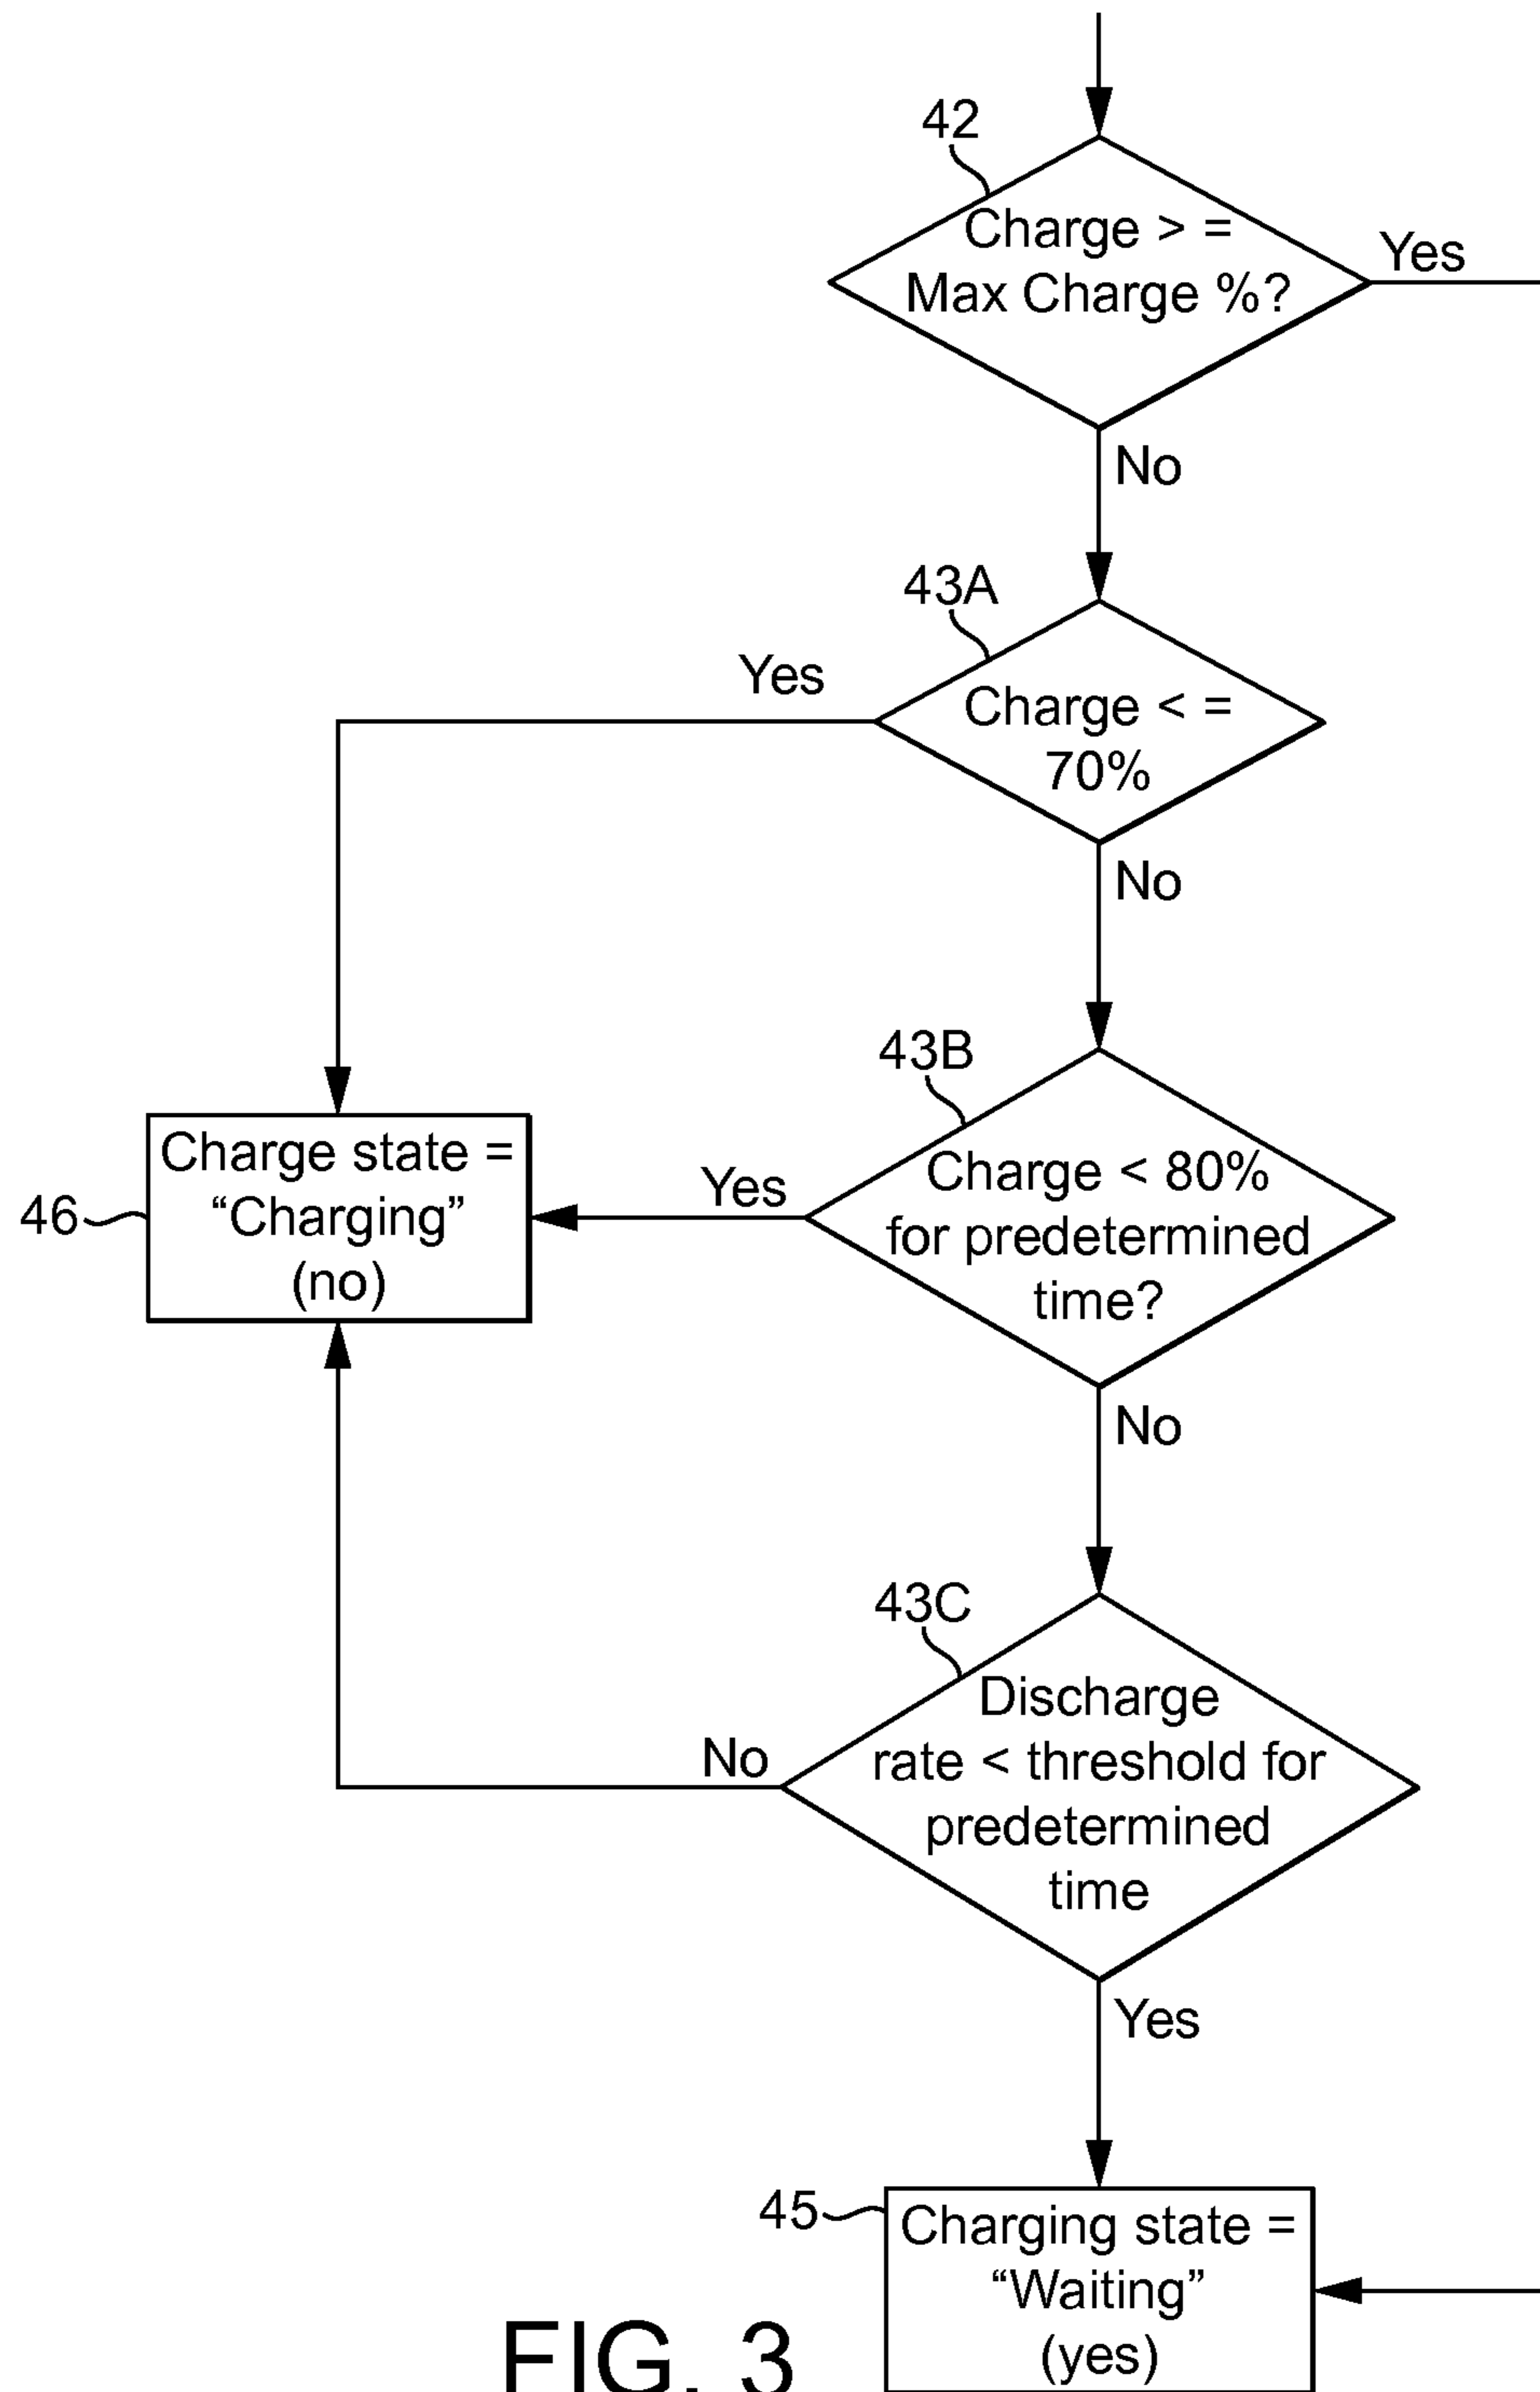 42
Charge > =
Max Charge %?
Yes
No
43A
Yes
Charge < =
70%
No
43B
Charge < 80%
for predetermined
time?
Yes
Charge state =
“Charging”
(no)
46
No
43C
Discharge
rate < threshold for
predetermined
time
No
Yes
45
Charging state =
“Waiting”
(yes)
FIG. 3